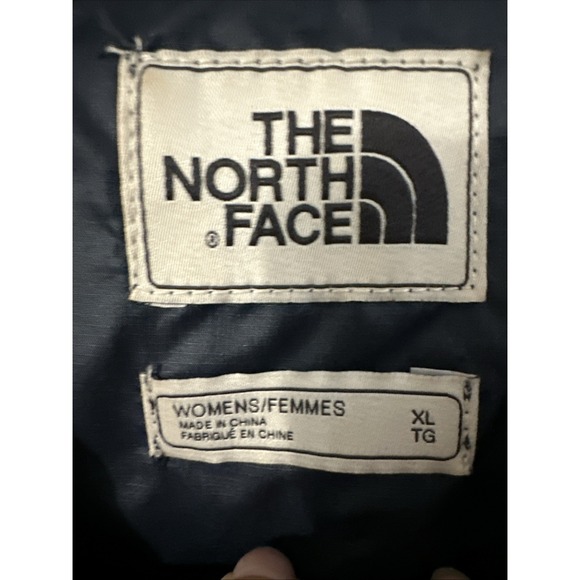 THE
NORTH
® FACE
WOMENS/FEMMES XL
MADE IN CHINA TG
FABRIQUÉ EN CHINE